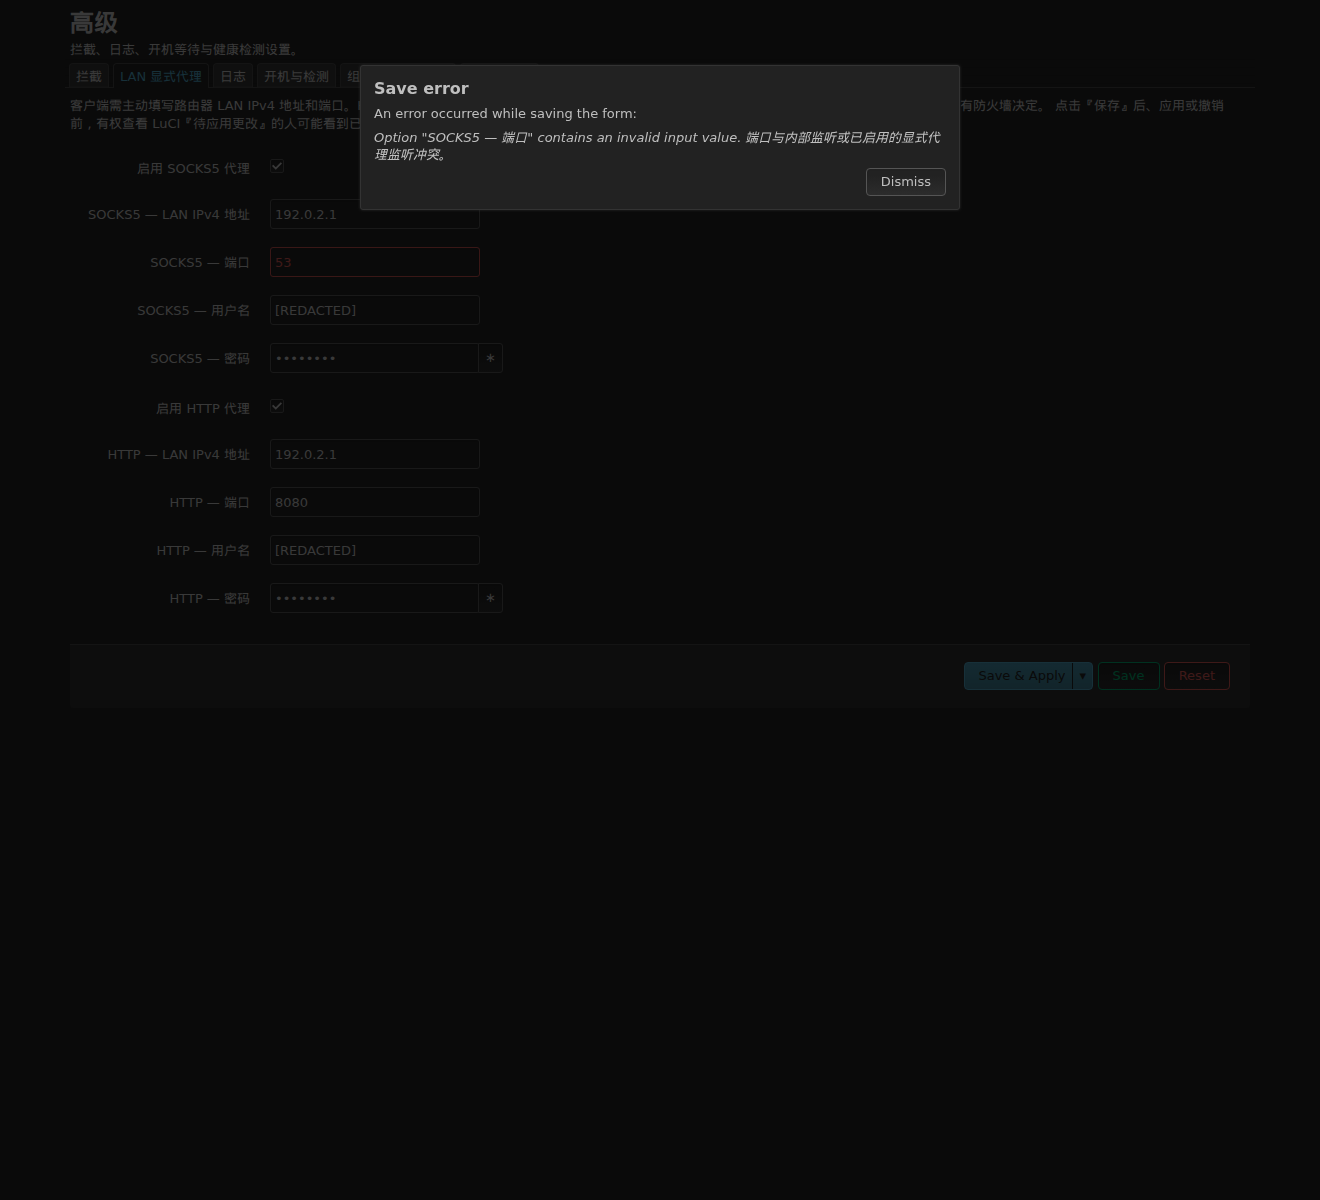 高级
拦截、日志、开机等待与健康检测设置。
拦截 LAN 显式代理 日志 开机与检测 组
客户端需主动填写路由器 LAN IPv4 地址和端口。 有防火墙决定。 点击『保存』后、应用或撤销
前，有权查看 LuCI『待应用更改』的人可能看到已
Save error
An error occurred while saving the form:
Option "SOCKS5 — 端口" contains an invalid input value. 端口与内部监听或已启用的显式代
理监听冲突。
Dismiss
启用 SOCKS5 代理
SOCKS5 — LAN IPv4 地址 192.0.2.1
SOCKS5 — 端口 53
SOCKS5 — 用户名 [REDACTED]
SOCKS5 — 密码 •••••••• ∗
启用 HTTP 代理
HTTP — LAN IPv4 地址 192.0.2.1
HTTP — 端口 8080
HTTP — 用户名 [REDACTED]
HTTP — 密码 •••••••• ∗
Save & Apply ▾ Save Reset